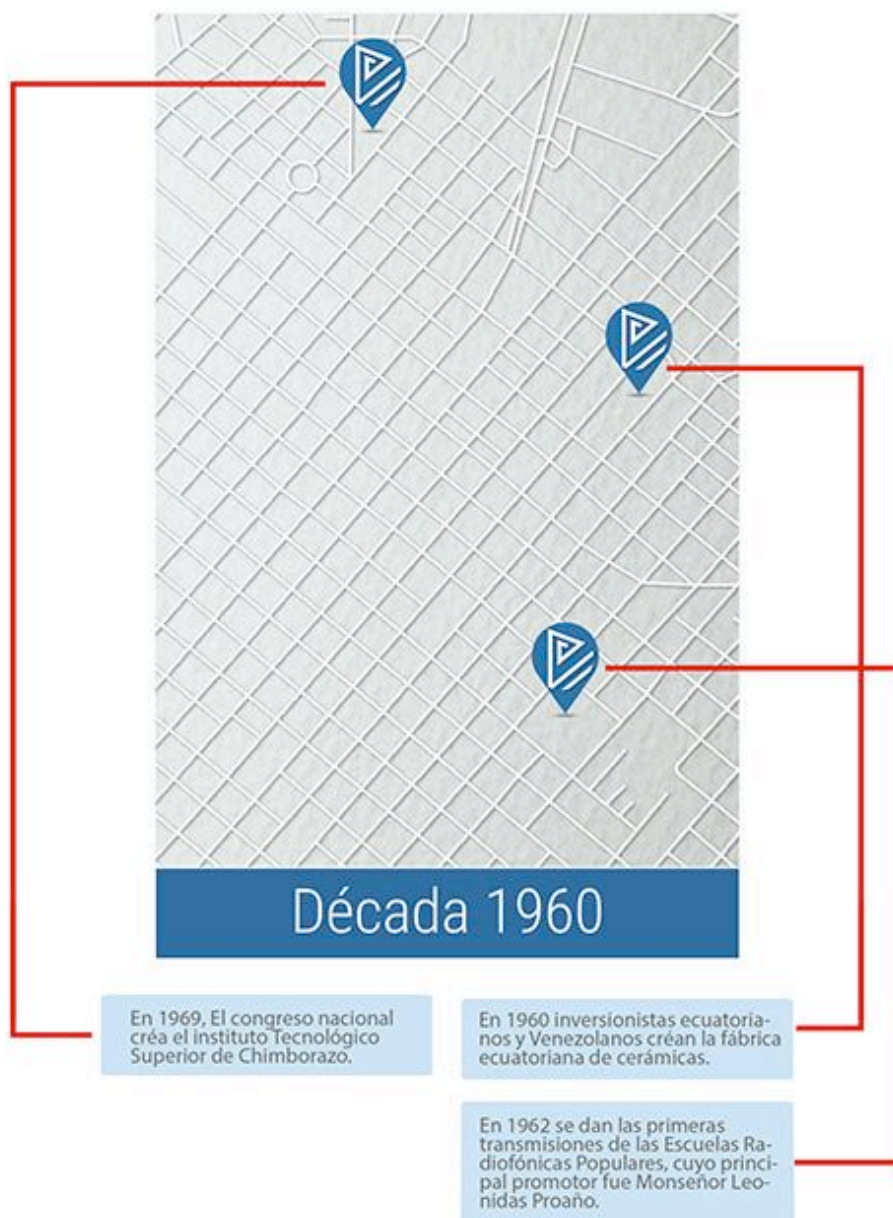 Década 1960
En 1969, El congreso nacional
créa el instituto Tecnológico
Superior de Chimborazo.
En 1960 inversionistas ecuatoria-
nos y Venezolanos créan la fábrica
ecuatoriana de cerámicas.
En 1962 se dan las primeras
transmisiones de las Escuelas Ra-
diofónicas Populares, cuyo princi-
pal promotor fue Monseñor Leo-
nidas Proaño.